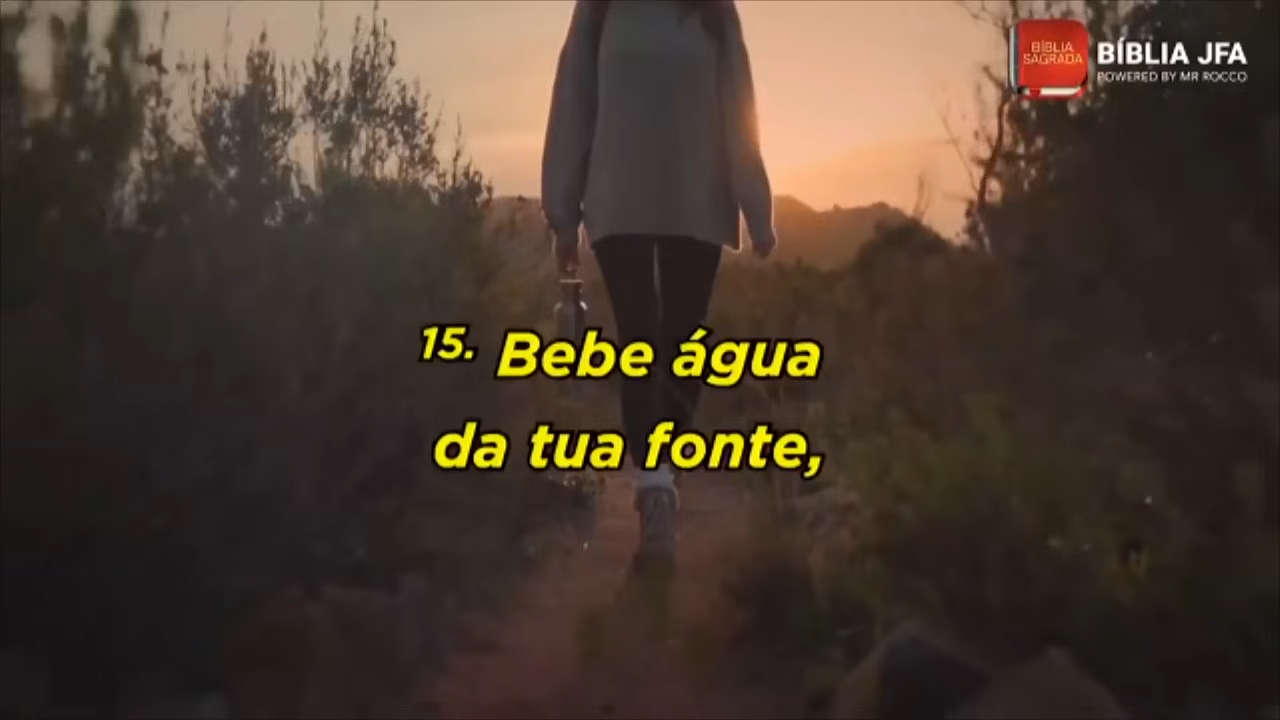 BÍBLIA
SAGRADA
BÍBLIA JFA
POWERED BY MR ROCCO
15. Bebe água
da tua fonte,